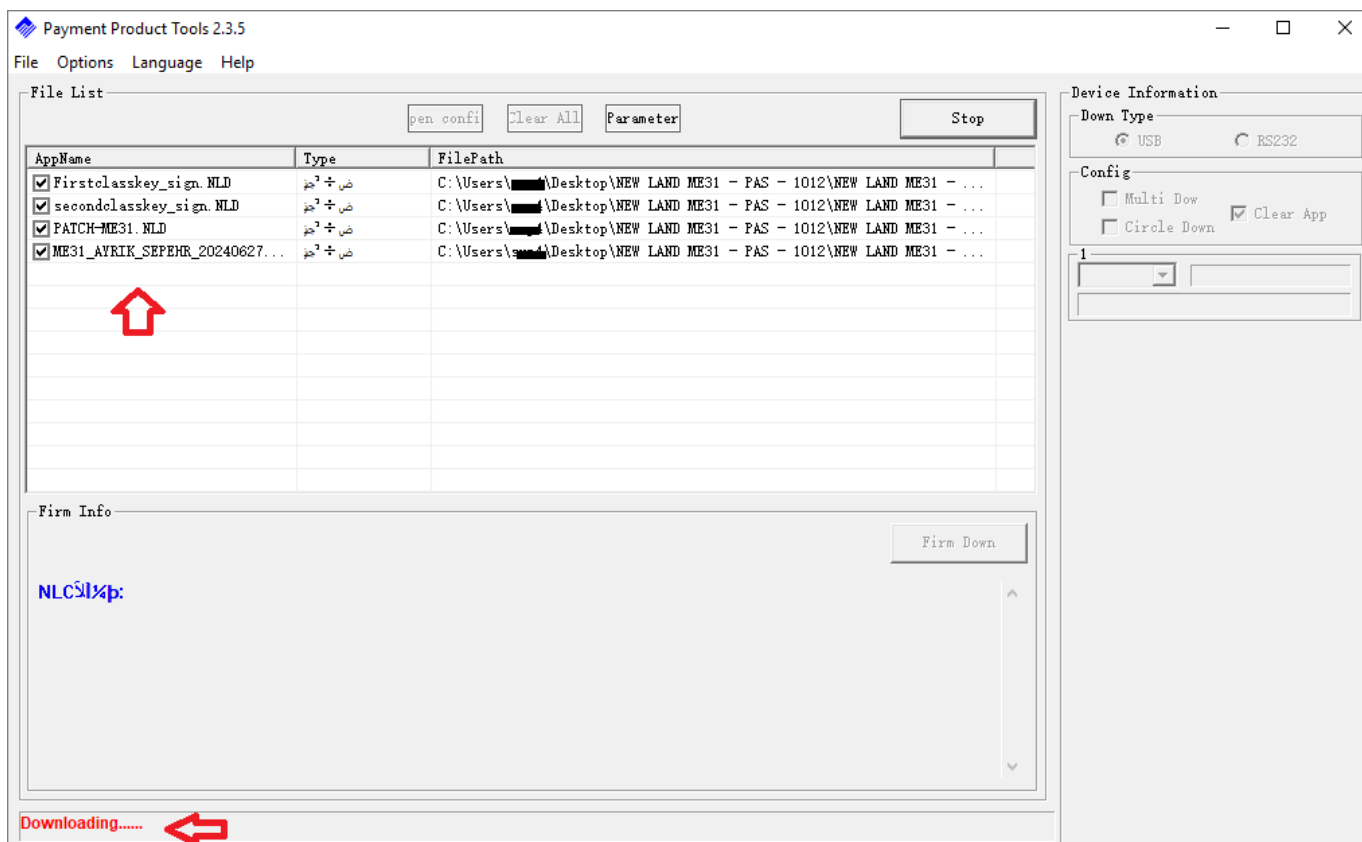 Payment Product Tools 2.3.5
File Options Language Help
File List
pen confi Clear All Parameter Stop
AppName Type FilePath
Firstclasskey_sign.NLD C:\Users\ \Desktop\NEW LAND ME31 - PAS - 1012\NEW LAND ME31 - ...
secondclasskey_sign.NLD C:\Users\ \Desktop\NEW LAND ME31 - PAS - 1012\NEW LAND ME31 - ...
PATCH-ME31.NLD C:\Users\ \Desktop\NEW LAND ME31 - PAS - 1012\NEW LAND ME31 - ...
ME31_AYRIK_SEPEHR_20240627... C:\Users\ \Desktop\NEW LAND ME31 - PAS - 1012\NEW LAND ME31 - ...
Firm Info
Firm Down
Downloading......
Device Information
Down Type
USB RS232
Config
Multi Dow
Clear App
Circle Down
1